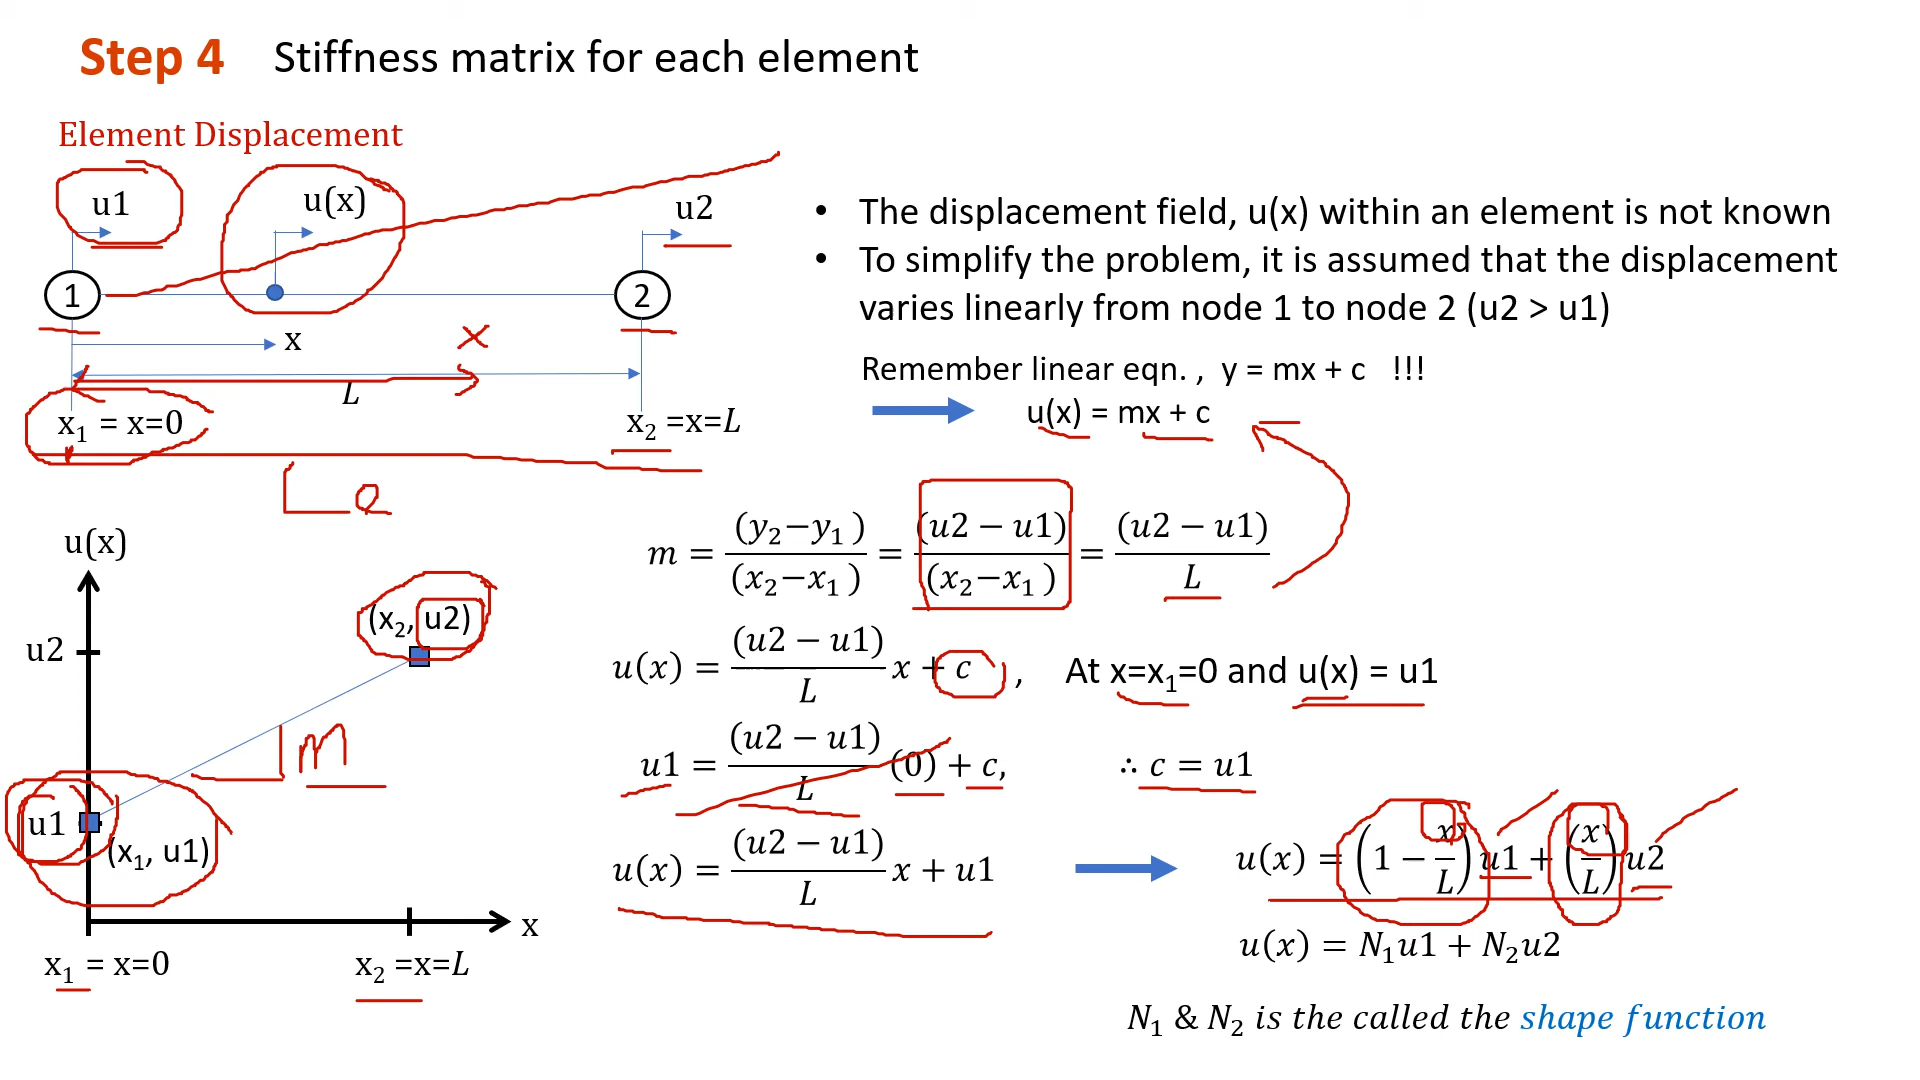 Step 4 Stiffness matrix for each element
Element Displacement
u1 u(x) u2
1 2
x x
L
x₁ = x=0 x₂ =x=L
L e
• The displacement field, u(x) within an element is not known
• To simplify the problem, it is assumed that the displacement
varies linearly from node 1 to node 2 (u2 > u1)
Remember linear eqn. , y = mx + c !!!
u(x) = mx + c
m = (y₂−y₁ )/(x₂−x₁ ) = (u2 − u1)/(x₂−x₁ ) = (u2 − u1)/L
u(x) = (u2 − u1)/L x + c , At x=x₁=0 and u(x) = u1
u1 = (u2 − u1)/L (0) + c, ∴ c = u1
u(x) = (u2 − u1)/L x + u1
u(x) = (1 − x/L) u1 + (x/L) u2
u(x) = N₁u1 + N₂u2
N₁ & N₂ is the called the shape function
u(x)
u2
(x₂, u2)
m
u1
(x₁, u1)
x
x₁ = x=0 x₂ =x=L